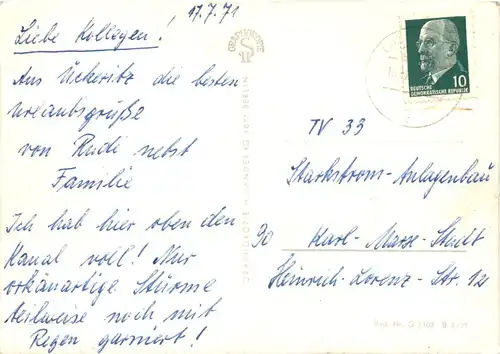 17.7.71
Liebe Kollegen!
Aus Ückeritz die besten
Urlaubsgrüße
von Rudi nebst
Familie
Ich hab hier oben den
Kanal voll! Nur
orkanartige Stürme
teilweise noch mit
Regen garniert!
GRAPHOKOPIE
10
DEUTSCHE
DEMOKRATISCHE REPUBLIK
TV 33
Starkstrom-Anlagenbau
90 Karl-Marx-Stadt
Heinrich-Lorenz-Str. 12